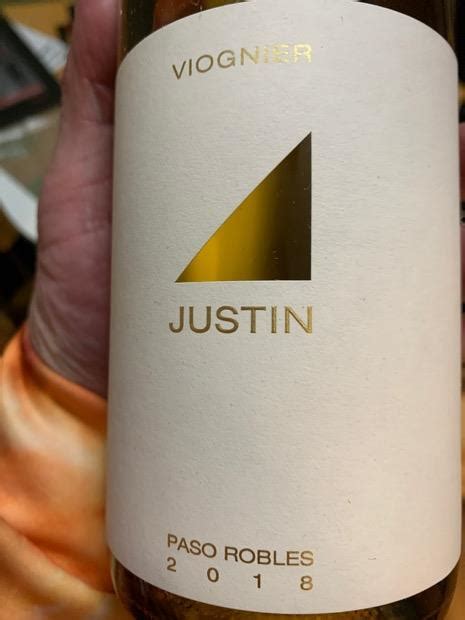 VIOGNIER
JUSTIN
PASO ROBLES
2 0 1 8